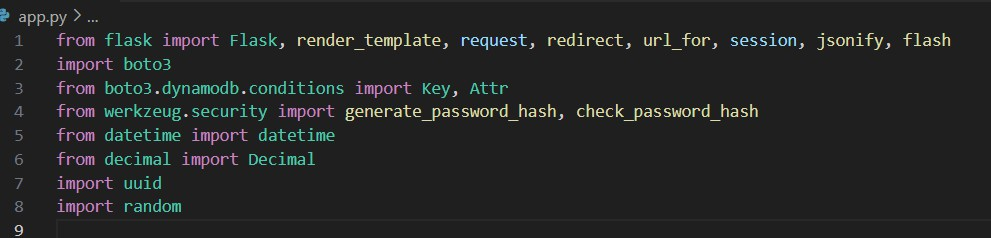 app.py > ...
1 from flask import Flask, render_template, request, redirect, url_for, session, jsonify, flash
2 import boto3
3 from boto3.dynamodb.conditions import Key, Attr
4 from werkzeug.security import generate_password_hash, check_password_hash
5 from datetime import datetime
6 from decimal import Decimal
7 import uuid
8 import random
9